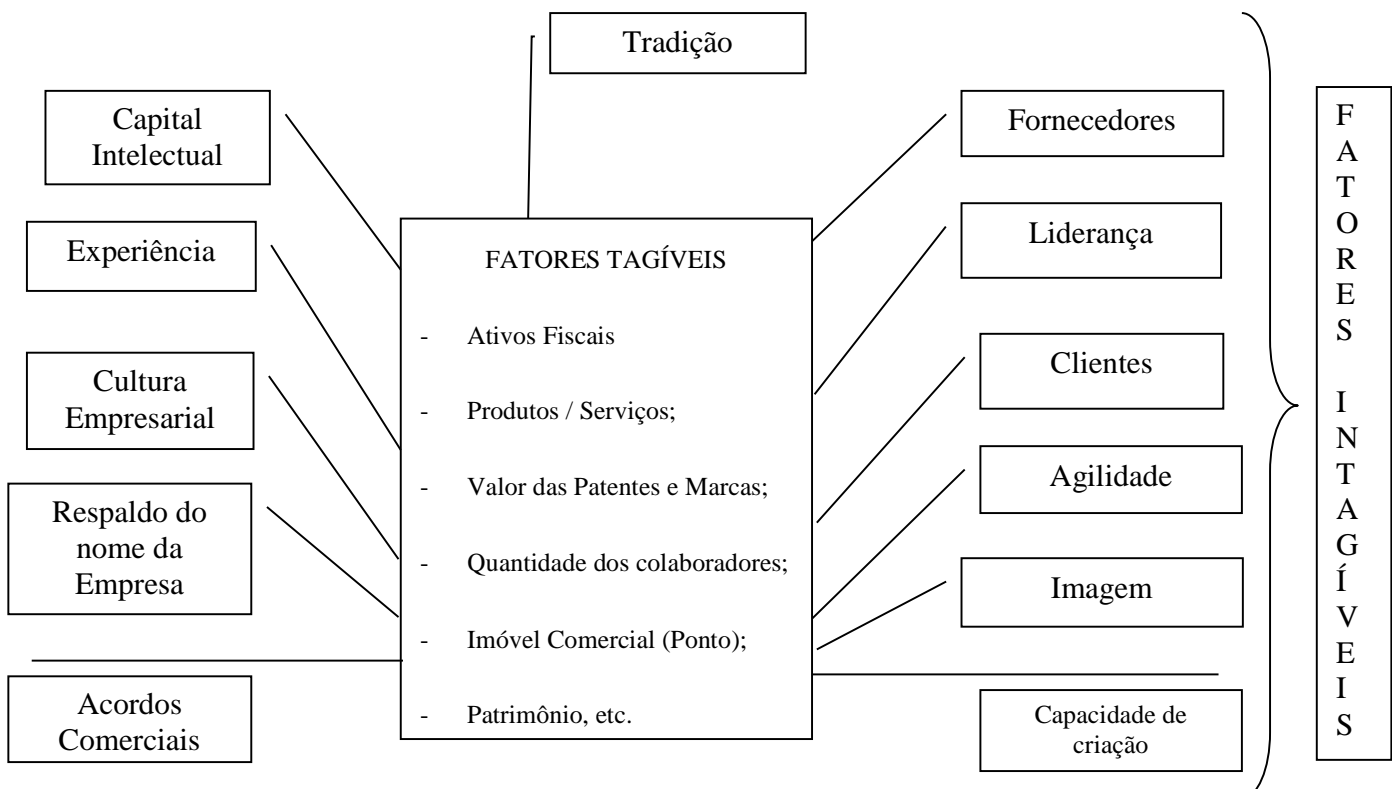 Tradição
Capital
Intelectual
Experiência
Cultura
Empresarial
Respaldo do
nome da
Empresa
Acordos
Comerciais
FATORES TAGÍVEIS
- Ativos Fiscais
- Produtos / Serviços;
- Valor das Patentes e Marcas;
- Quantidade dos colaboradores;
- Imóvel Comercial (Ponto);
- Patrimônio, etc.
Fornecedores
Liderança
Clientes
Agilidade
Imagem
Capacidade de
criação
F
A
T
O
R
E
S
I
N
T
A
G
Í
V
E
I
S